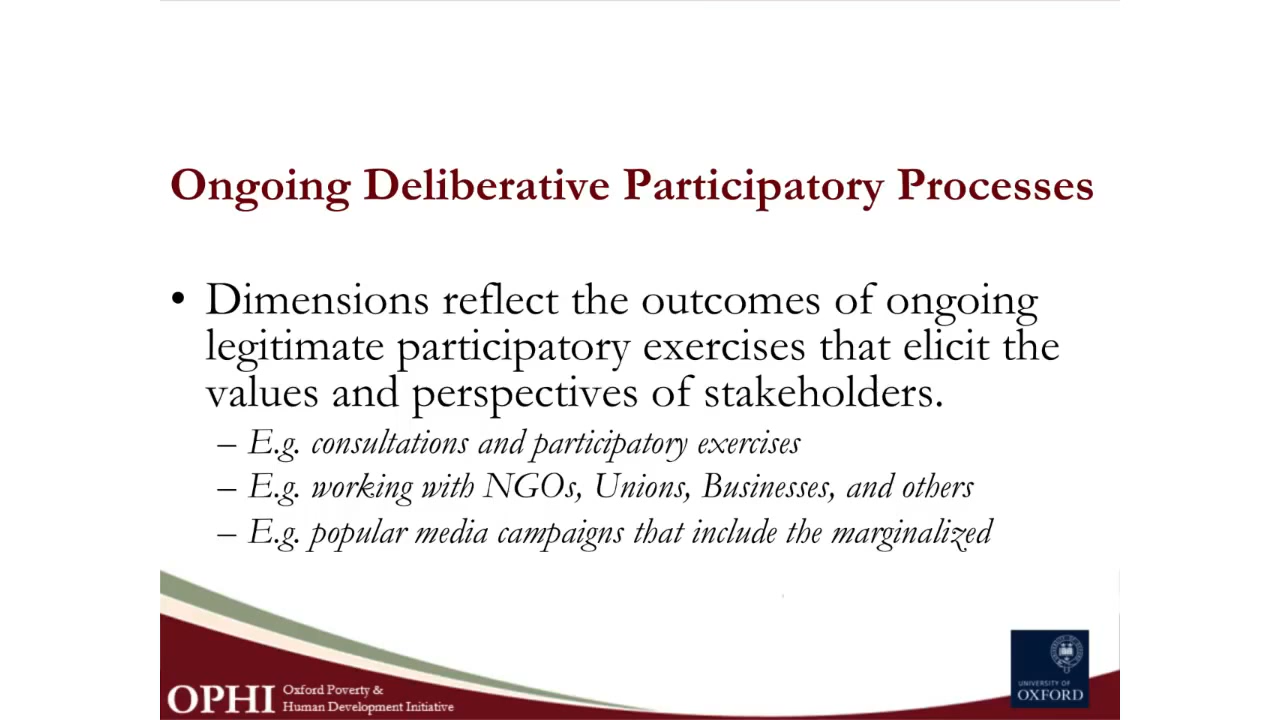 Ongoing Deliberative Participatory Processes
• Dimensions reflect the outcomes of ongoing
legitimate participatory exercises that elicit the
values and perspectives of stakeholders.
– E.g. consultations and participatory exercises
– E.g. working with NGOs, Unions, Businesses, and others
– E.g. popular media campaigns that include the marginalized
OPHI
Oxford Poverty &
Human Development Initiative
UNIVERSITY OF
OXFORD